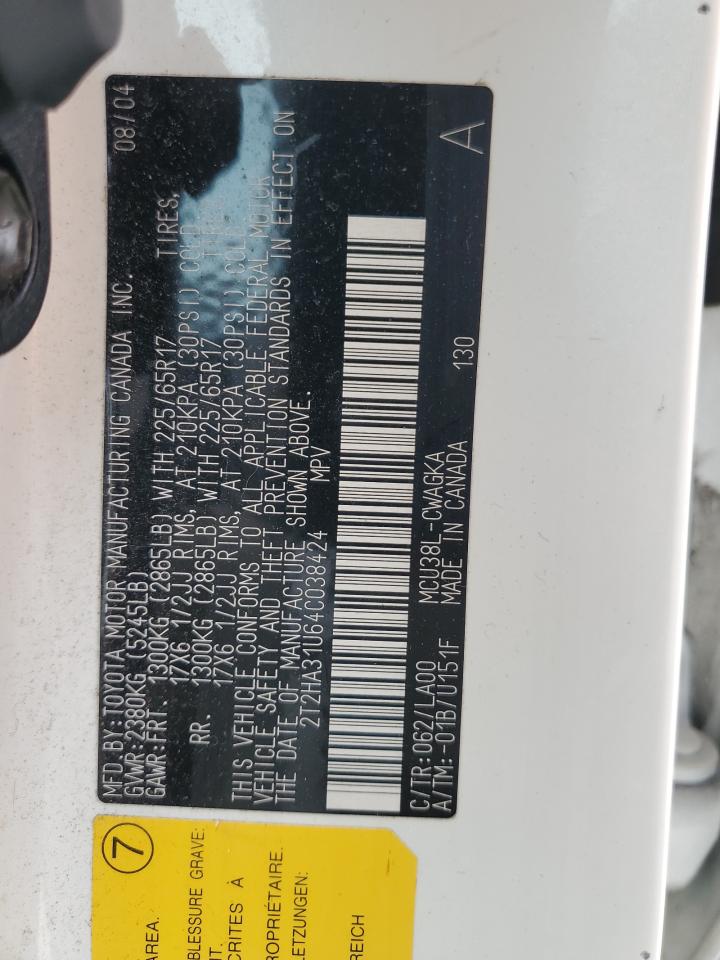 MFD.BY:TOYOTA MOTOR MANUFACTURING CANADA INC. 08/04
GVWR:2380KG (5245LB)
GAWR:FRT. 1300KG (2865LB) WITH 225/65R17 TIRES,
17X6 1/2JJ RIMS, AT 210KPA (30PSI) COLD
RR. 1300KG (2865LB) WITH 225/65R17 TIRES,
17X6 1/2JJ RIMS, AT 210KPA (30PSI) COLD
THIS VEHICLE CONFORMS TO ALL APPLICABLE FEDERAL MOTOR
VEHICLE SAFETY AND THEFT PREVENTION STANDARDS IN EFFECT ON
THE DATE OF MANUFACTURE SHOWN ABOVE.
2T2HA31U64C038424 MPV
C/TR:062/LA00 MCU38L-CWAGKA A
A/TM:-01B/U151F MADE IN CANADA 130
7
AREA.
BLESSURE GRAVE:
NT.
CRITES À
ROPRIÉTAIRE.
LETZUNGEN:
REICH